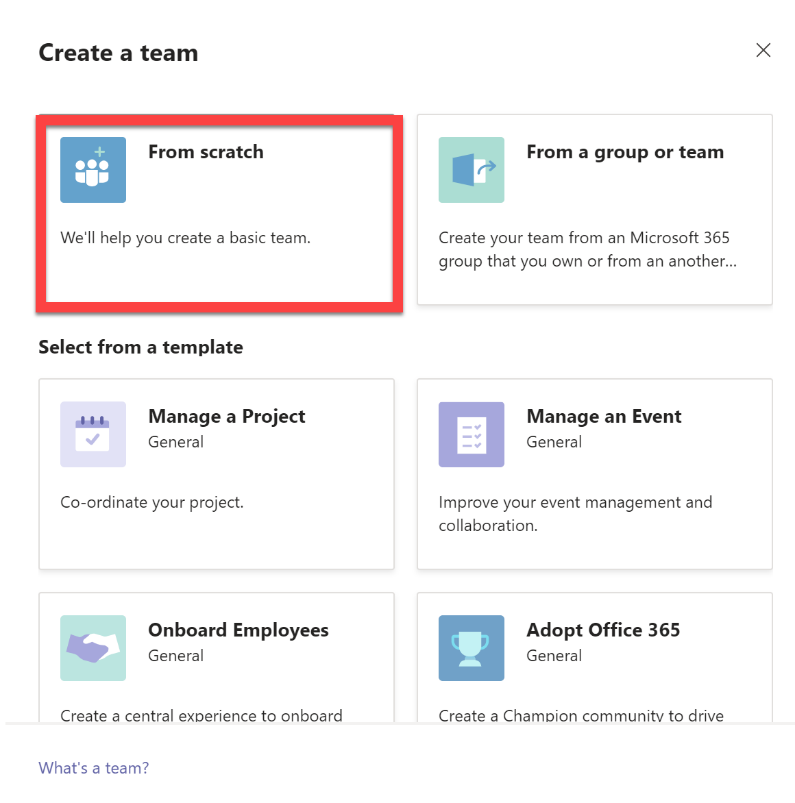 Create a team
From scratch
We'll help you create a basic team.
From a group or team
Create your team from an Microsoft 365
group that you own or from an another...
Select from a template
Manage a Project
General
Co-ordinate your project.
Manage an Event
General
Improve your event management and
collaboration.
Onboard Employees
General
Create a central experience to onboard
Adopt Office 365
General
Create a Champion community to drive
What's a team?